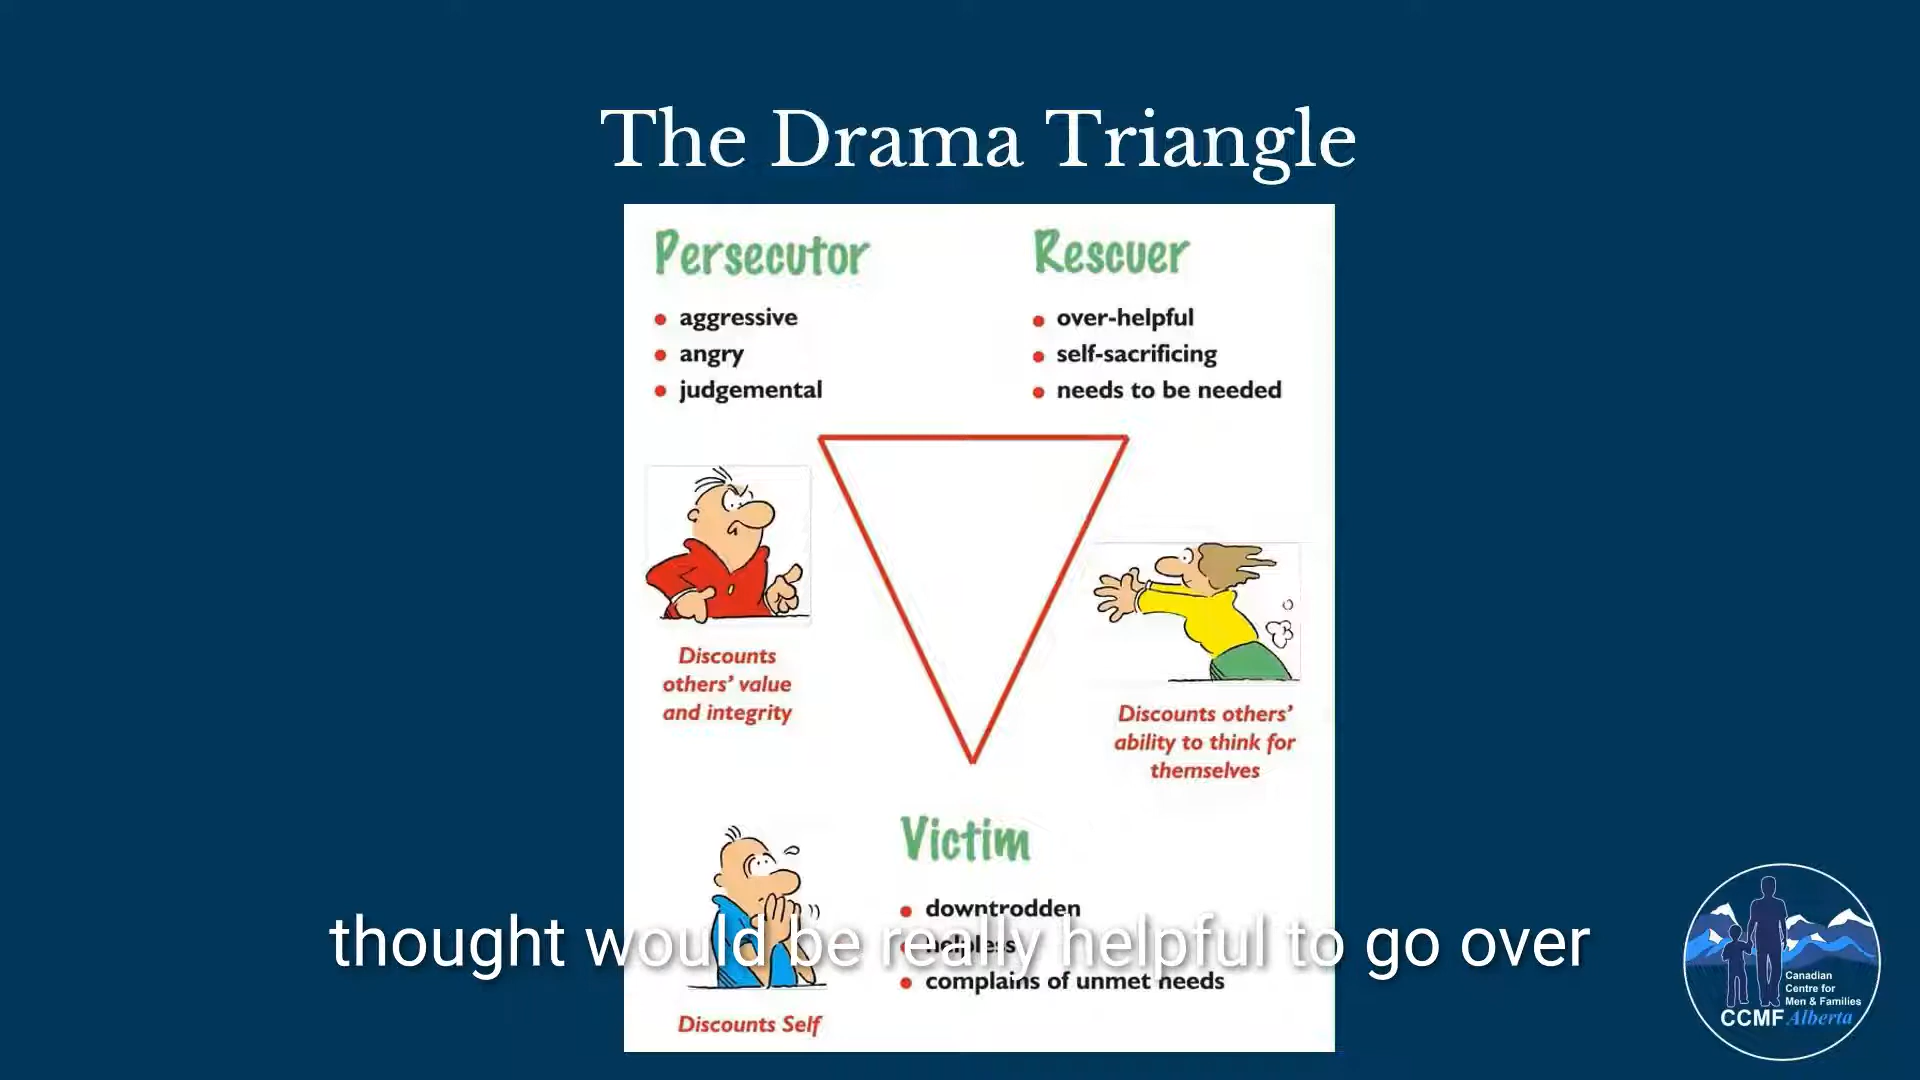 The Drama Triangle
Persecutor
aggressive
angry
judgemental
Rescuer
over-helpful
self-sacrificing
needs to be needed
Discounts
others' value
and integrity
Discounts others'
ability to think for
themselves
Victim
downtrodden
helpless
complains of unmet needs
Discounts Self
thought would be really helpful to go over
Canadian
Centre for
Men & Families
CCMF Alberta